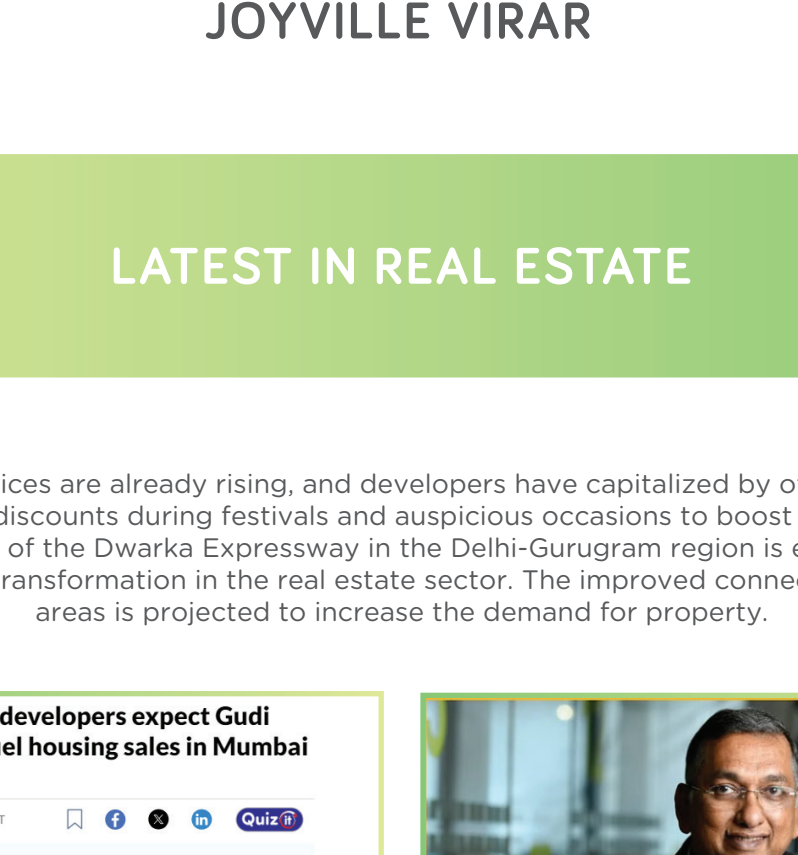 JOYVILLE VIRAR
LATEST IN REAL ESTATE
ices are already rising, and developers have capitalized by
discounts during festivals and auspicious occasions to boost
of the Dwarka Expressway in the Delhi-Gurugram region is
ransformation in the real estate sector. The improved
areas is projected to increase the demand for property.
developers expect Gudi
el housing sales in Mumbai
T
Quiz it